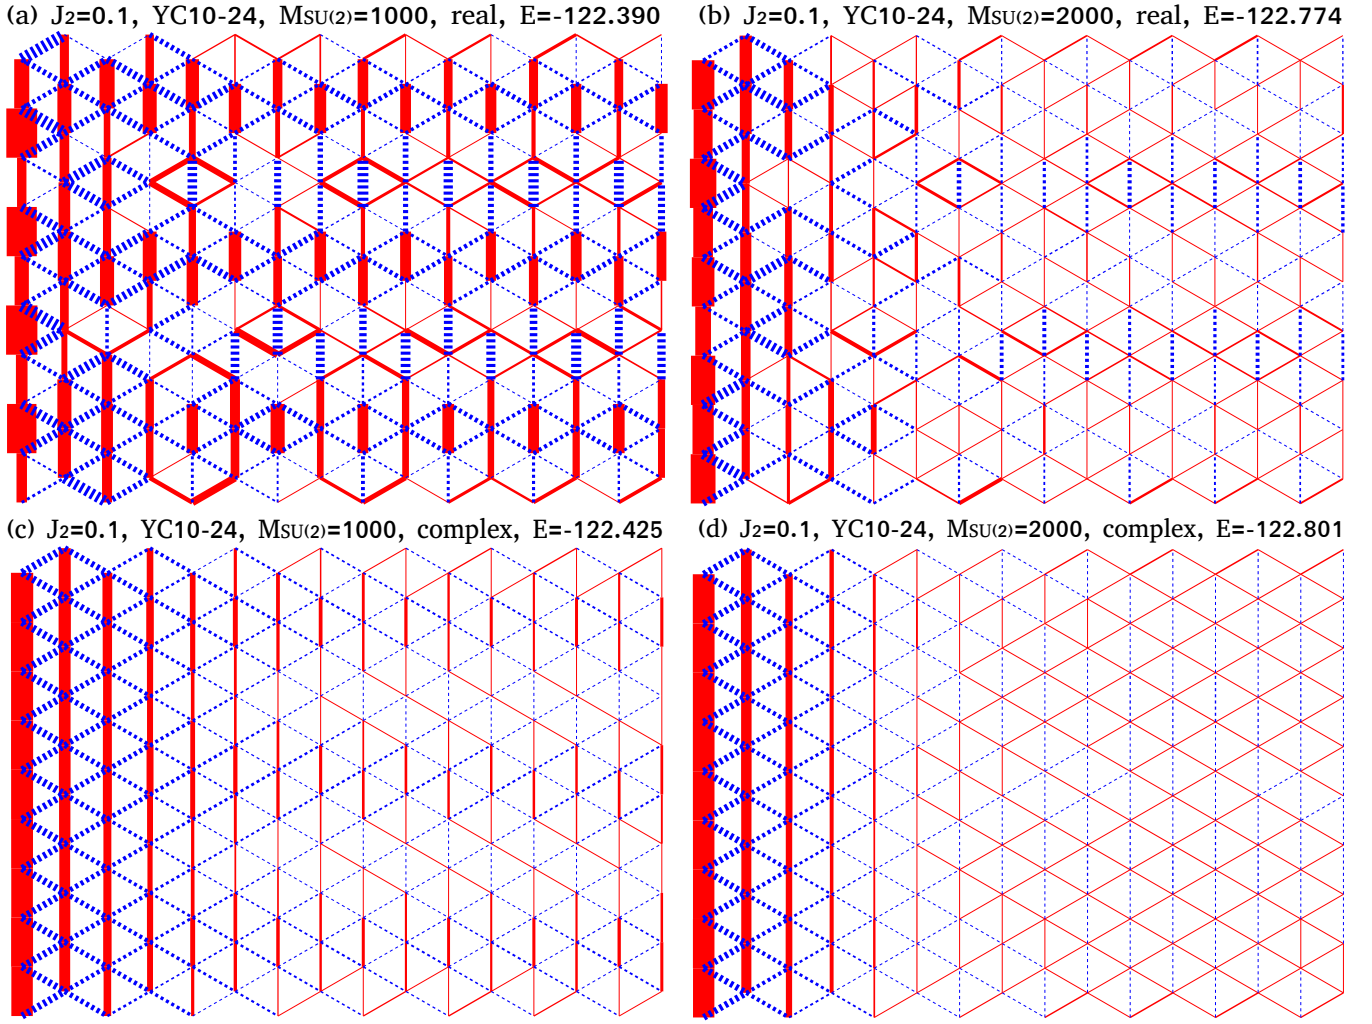 (a) J2=0.1, YC10-24, MSU(2)=1000, real, E=-122.390
(b) J2=0.1, YC10-24, MSU(2)=2000, real, E=-122.774
(c) J2=0.1, YC10-24, MSU(2)=1000, complex, E=-122.425
(d) J2=0.1, YC10-24, MSU(2)=2000, complex, E=-122.801